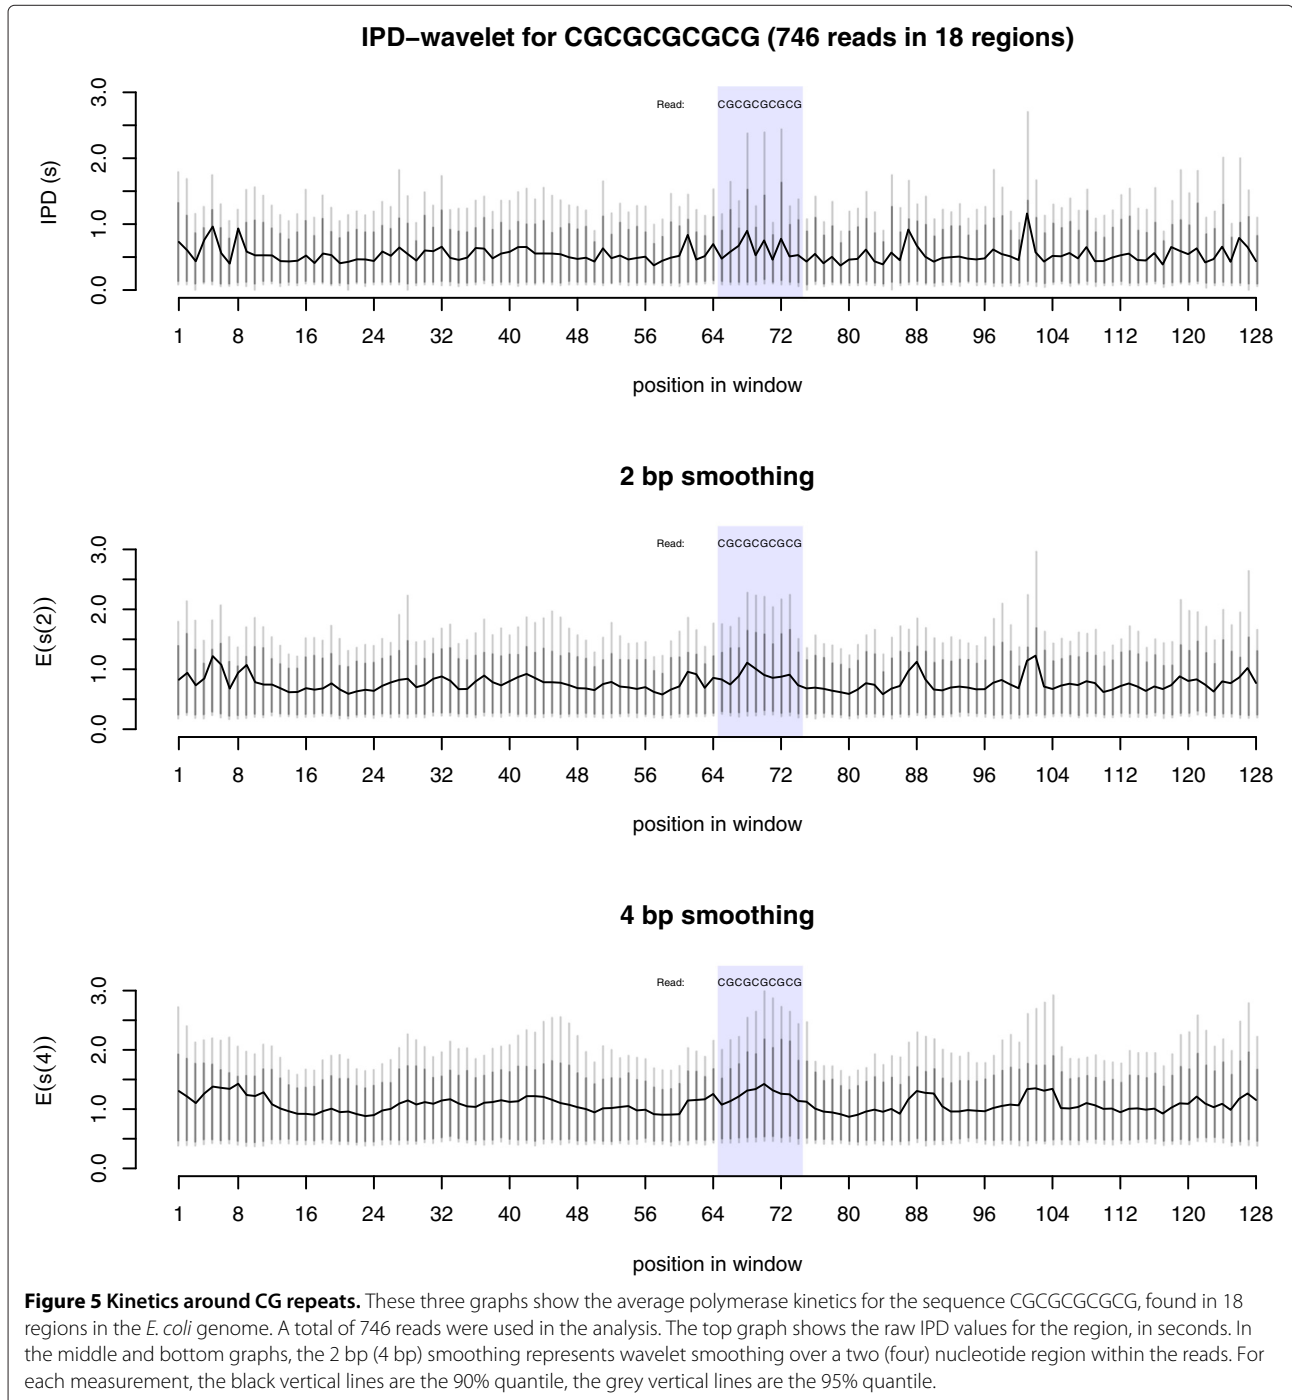 IPD–wavelet for CGCGCGCGCG (746 reads in 18 regions)
Read: CGCGCGCGCG
IPD (s)
3.0
2.0
1.0
0.0
1 8 16 24 32 40 48 56 64 72 80 88 96 104 112 120 128
position in window
2 bp smoothing
Read: CGCGCGCGCG
E(s(2))
3.0
2.0
1.0
0.0
1 8 16 24 32 40 48 56 64 72 80 88 96 104 112 120 128
position in window
4 bp smoothing
Read: CGCGCGCGCG
E(s(4))
3.0
2.0
1.0
0.0
1 8 16 24 32 40 48 56 64 72 80 88 96 104 112 120 128
position in window
Figure 5 Kinetics around CG repeats. These three graphs show the average polymerase kinetics for the sequence CGCGCGCGCG, found in 18
regions in the E. coli genome. A total of 746 reads were used in the analysis. The top graph shows the raw IPD values for the region, in seconds. In
the middle and bottom graphs, the 2 bp (4 bp) smoothing represents wavelet smoothing over a two (four) nucleotide region within the reads. For
each measurement, the black vertical lines are the 90% quantile, the grey vertical lines are the 95% quantile.